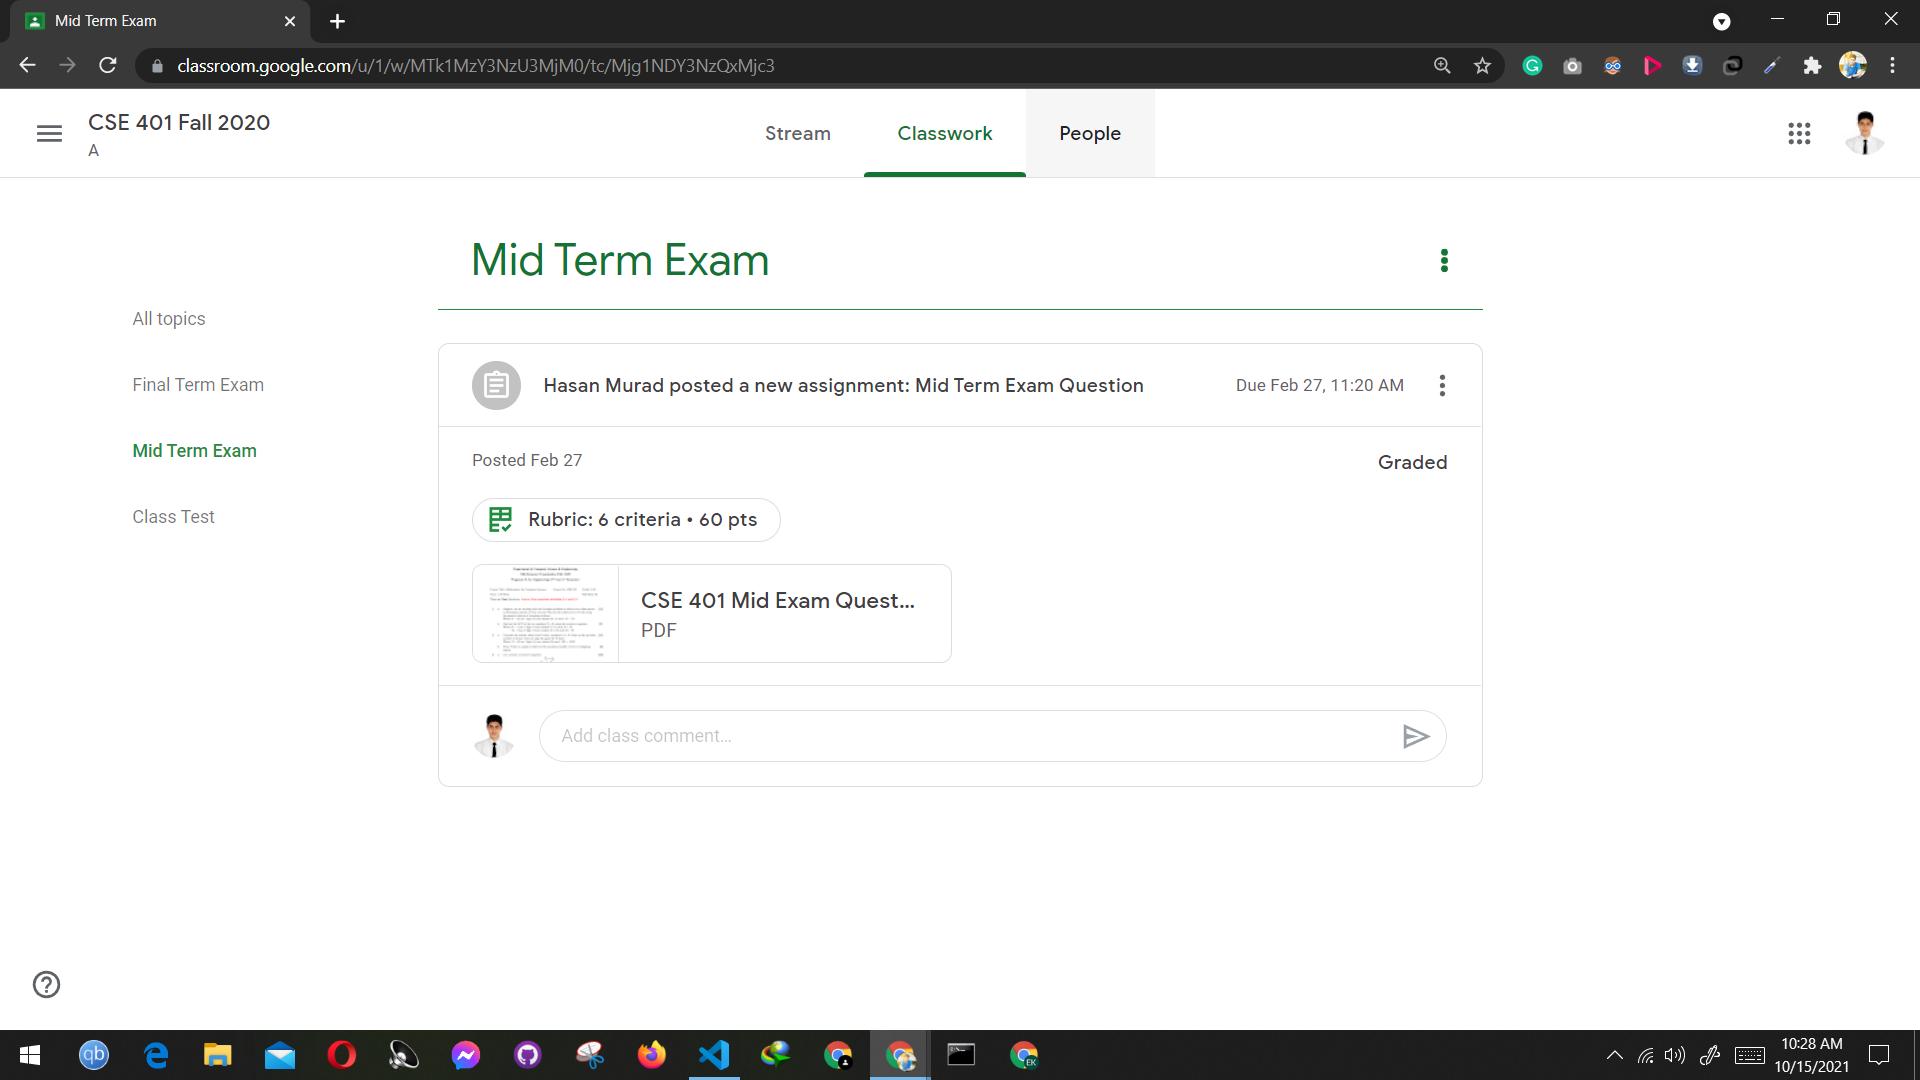 Mid Term Exam
classroom.google.com/u/1/w/MTk1MzY3NzU3MjM0/tc/Mjg1NDY3NzQxMjc3
CSE 401 Fall 2020
A
Stream
Classwork
People
Mid Term Exam
All topics
Final Term Exam
Mid Term Exam
Class Test
Hasan Murad posted a new assignment: Mid Term Exam Question
Due Feb 27, 11:20 AM
Posted Feb 27
Graded
Rubric: 6 criteria • 60 pts
CSE 401 Mid Exam Quest...
PDF
Add class comment...
qb
EK
10:28 AM
10/15/2021